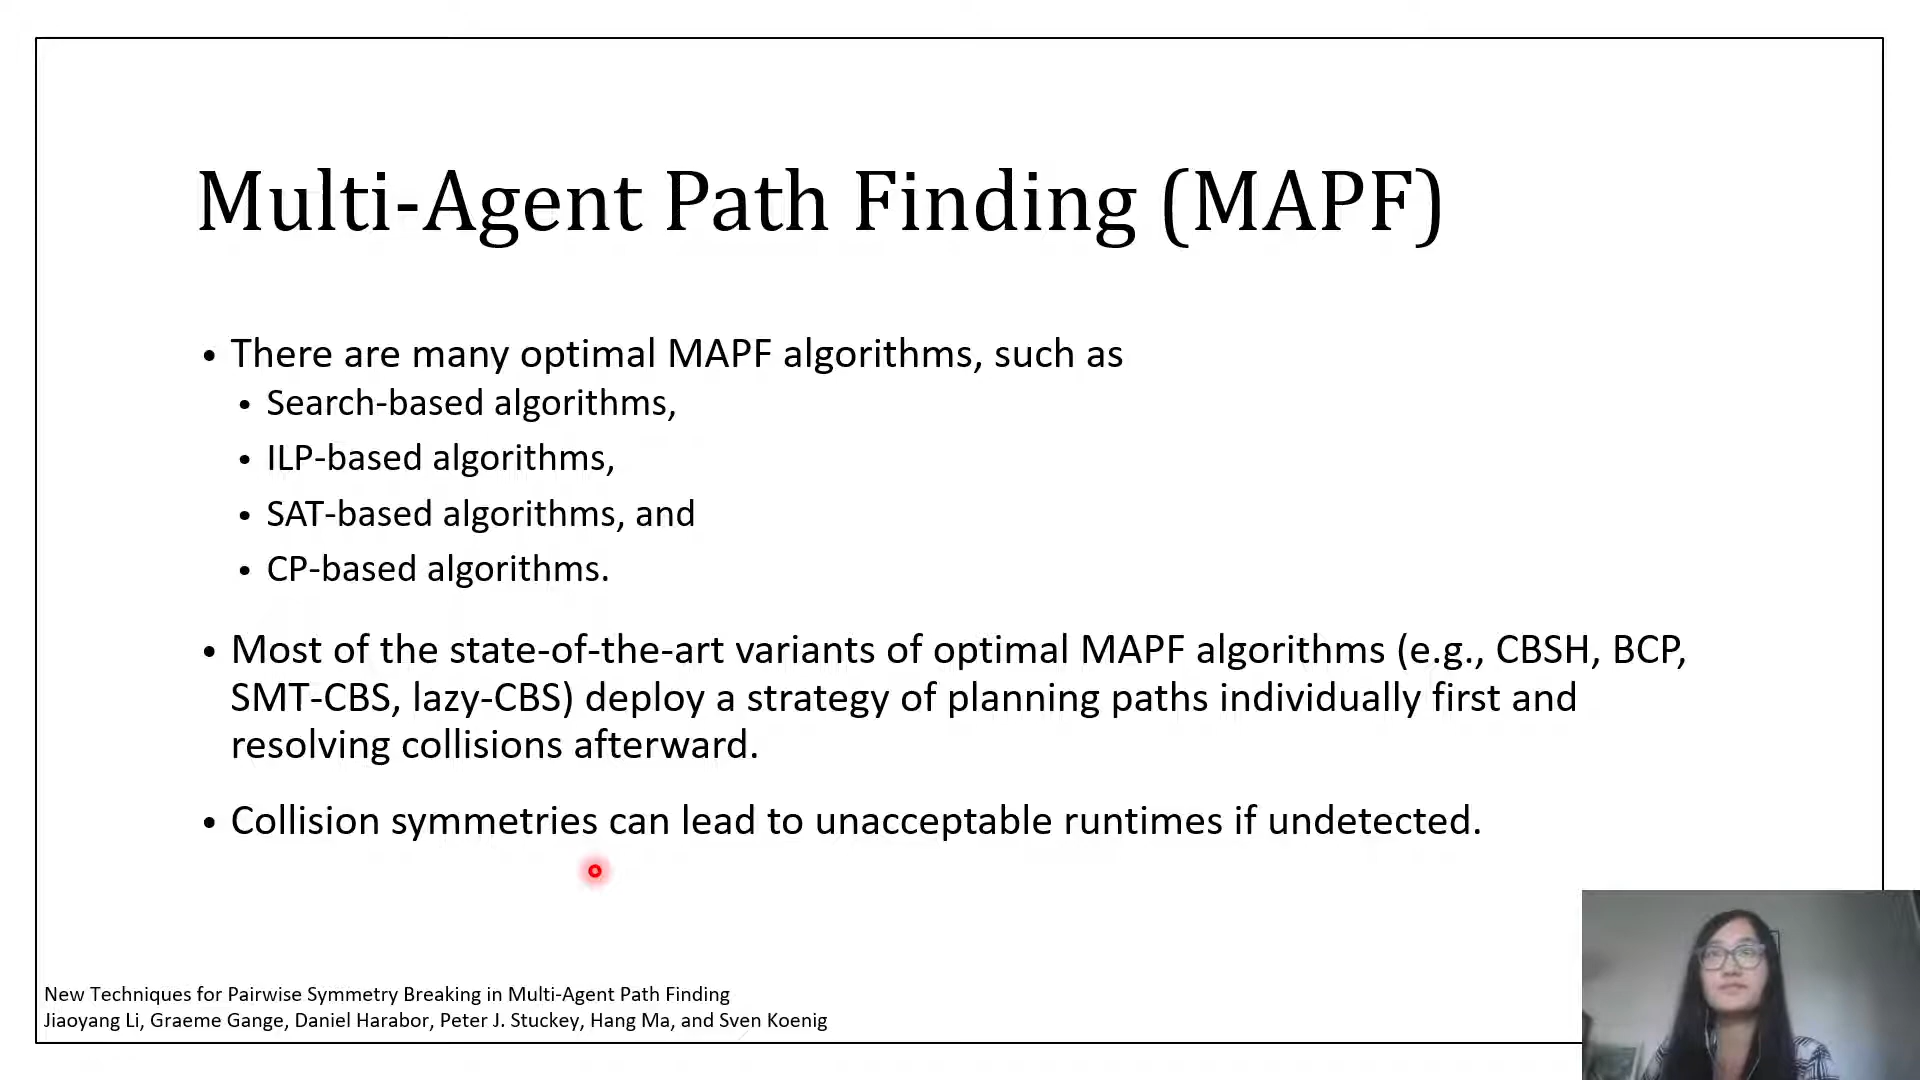 Multi-Agent Path Finding (MAPF)
• There are many optimal MAPF algorithms, such as
• Search-based algorithms,
• ILP-based algorithms,
• SAT-based algorithms, and
• CP-based algorithms.
• Most of the state-of-the-art variants of optimal MAPF algorithms (e.g., CBSH, BCP,
SMT-CBS, lazy-CBS) deploy a strategy of planning paths individually first and
resolving collisions afterward.
• Collision symmetries can lead to unacceptable runtimes if undetected.
New Techniques for Pairwise Symmetry Breaking in Multi-Agent Path Finding
Jiaoyang Li, Graeme Gange, Daniel Harabor, Peter J. Stuckey, Hang Ma, and Sven Koenig